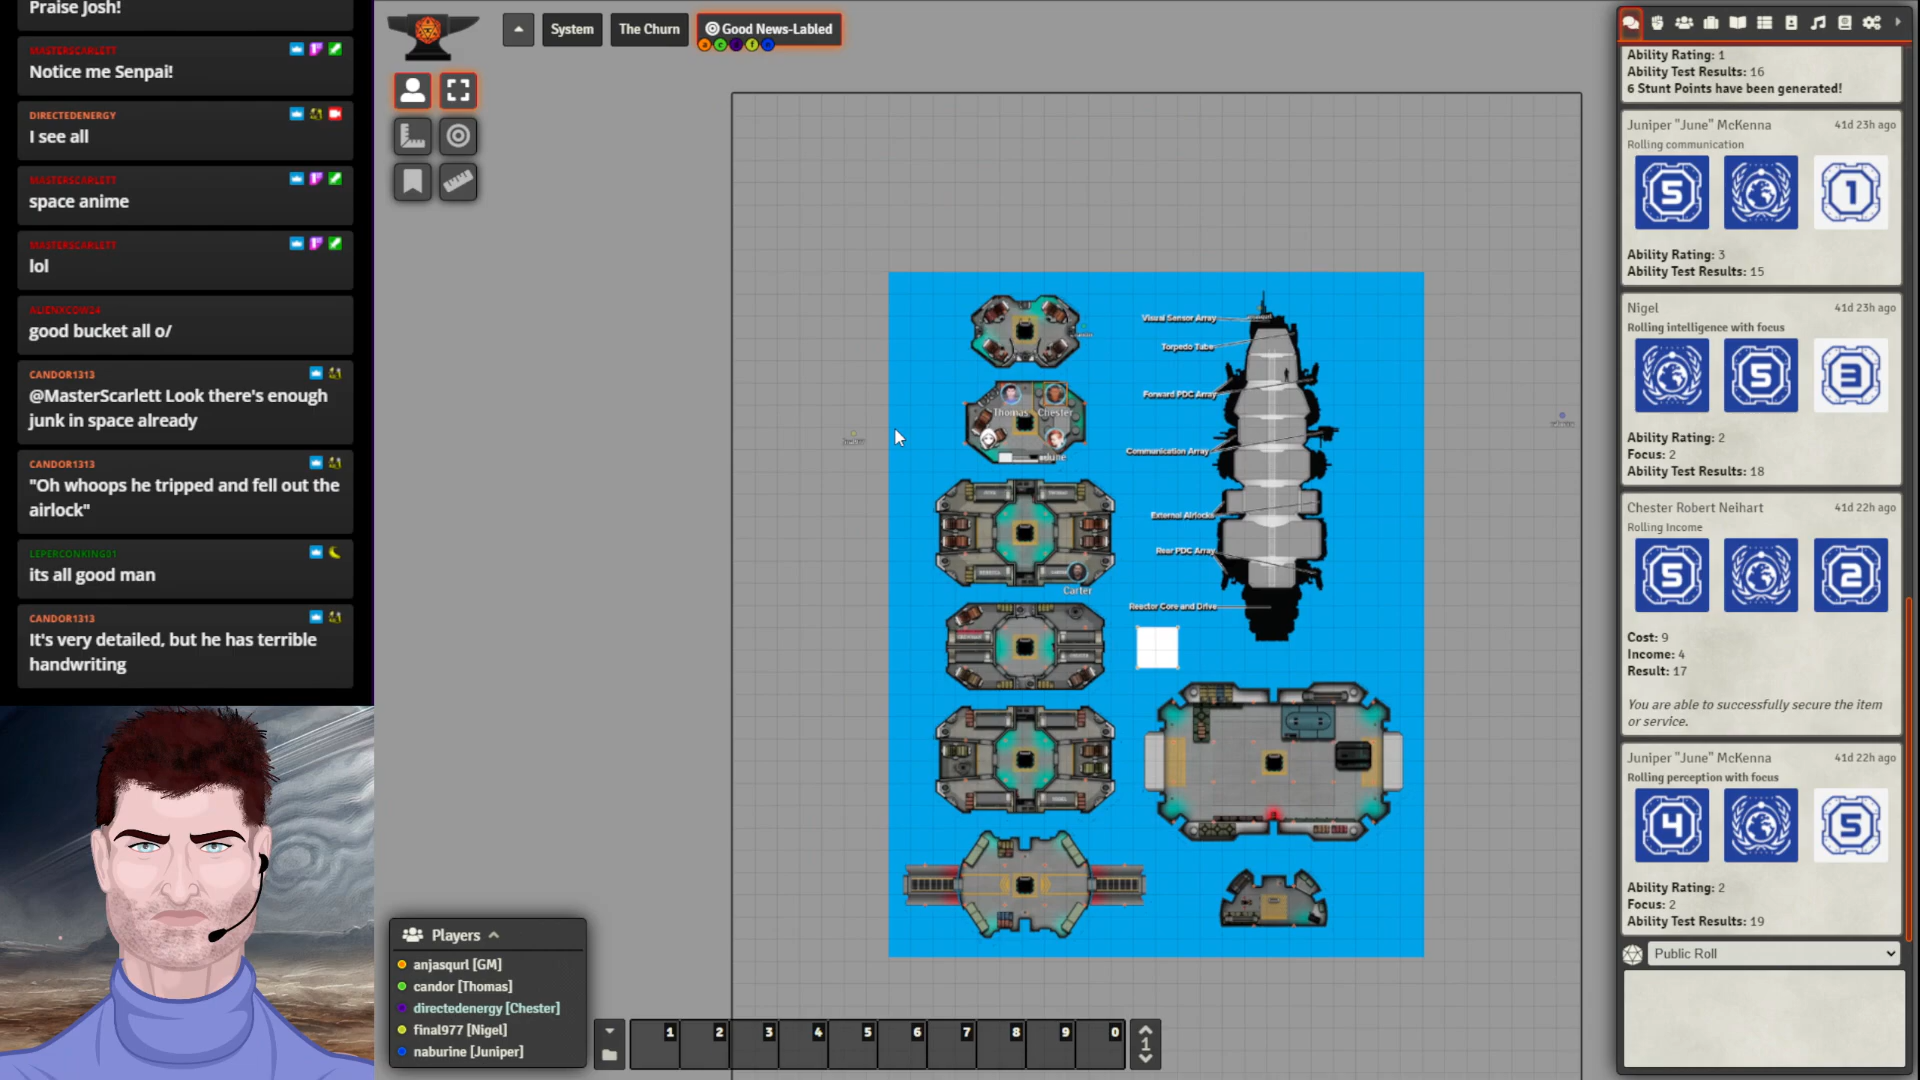 Praise Josh!
MASTERSCARLETT
Notice me Senpai!
DIRECTEDENERGY
I see all
MASTERSCARLETT
space anime
MASTERSCARLETT
lol
ALIENXCOW24
good bucket all o/
CANDOR1313
@MasterScarlett Look there's enough
junk in space already
CANDOR1313
"Oh whoops he tripped and fell out the
airlock"
LEPERCONKING01
its all good man
CANDOR1313
It's very detailed, but he has terrible
handwriting
System
The Churn
Good News-Labled
a c d f n
Visual Sensor Array
Torpedo Tube
Forward PDC Array
Communication Array
External Airlocks
Rear PDC Array
Reactor Core and Drive
Thomas
Chester
June
Carter
Players
anjasqurl [GM]
candor [Thomas]
directedenergy [Chester]
final977 [Nigel]
naburine [Juniper]
1 2 3 4 5 6 7 8 9 0
1
Ability Rating: 1
Ability Test Results: 16
6 Stunt Points have been generated!
Juniper "June" McKenna 41d 23h ago
Rolling communication
5 1
Ability Rating: 3
Ability Test Results: 15
Nigel 41d 23h ago
Rolling intelligence with focus
5 3
Ability Rating: 2
Focus: 2
Ability Test Results: 18
Chester Robert Neihart 41d 22h ago
Rolling Income
5 2
Cost: 9
Income: 4
Result: 17
You are able to successfully secure the item
or service.
Juniper "June" McKenna 41d 22h ago
Rolling perception with focus
4 5
Ability Rating: 2
Focus: 2
Ability Test Results: 19
Public Roll